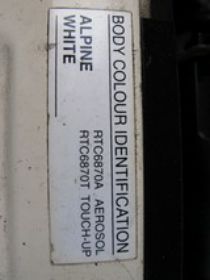 BODY COLOUR IDENTIFICATION
ALPINE
WHITE
RTC6870A AEROSOL
RTC6870T TOUCH-UP